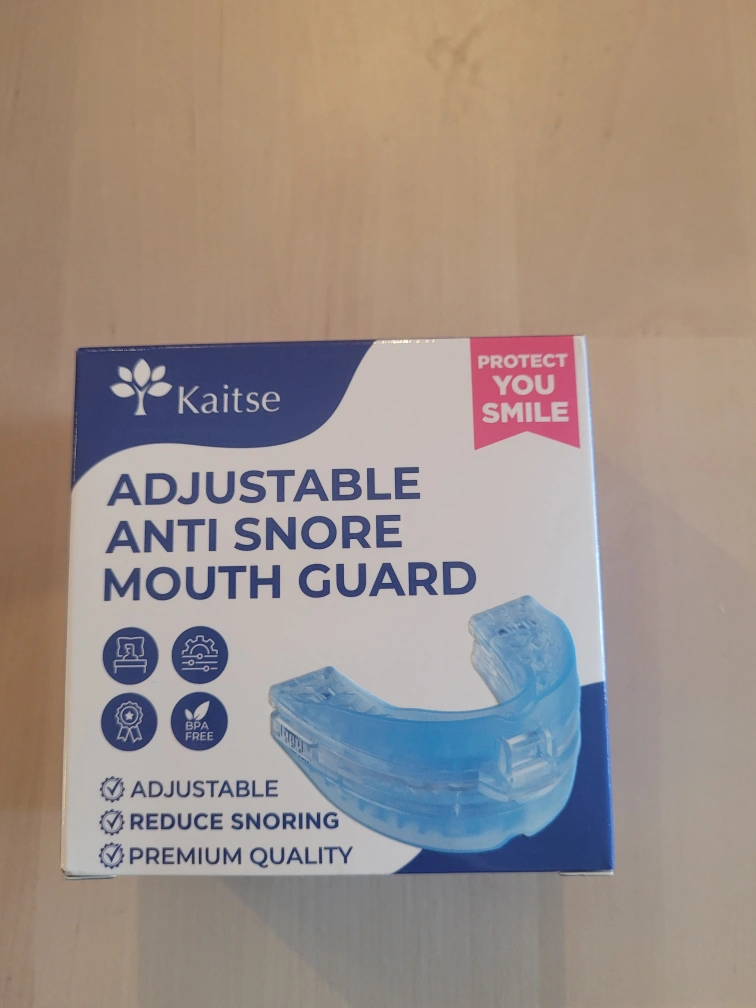 Kaitse
PROTECT
YOU
SMILE
ADJUSTABLE
ANTI SNORE
MOUTH GUARD
BPA
FREE
ADJUSTABLE
REDUCE SNORING
PREMIUM QUALITY